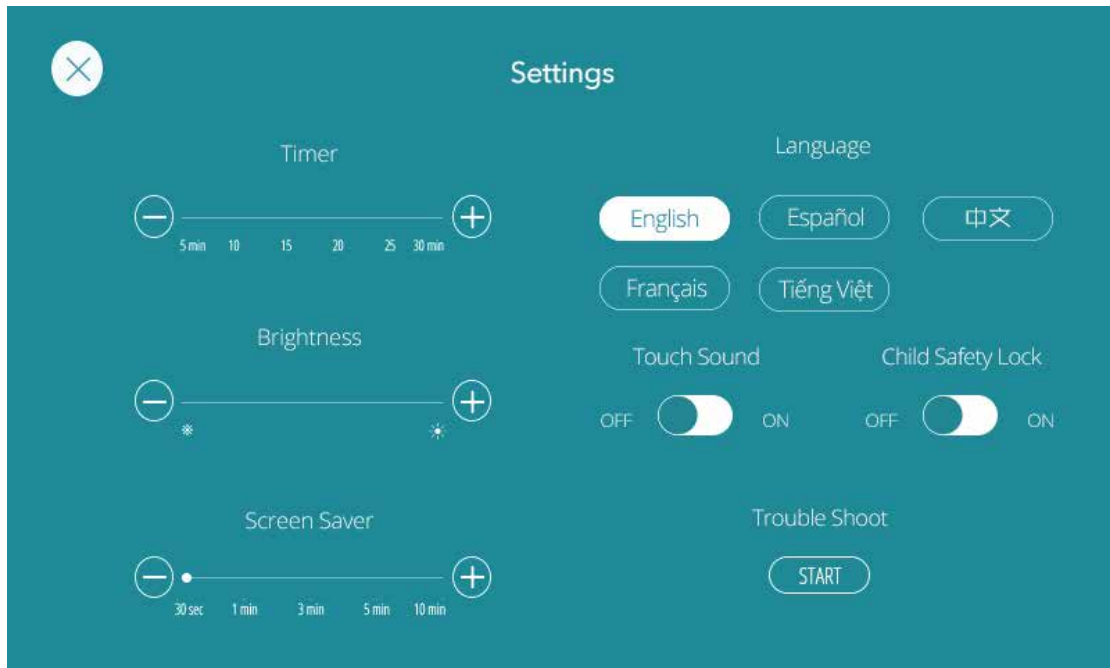 Settings
Timer
5 min 10 15 20 25 30 min
Brightness
Screen Saver
30 sec 1 min 3 min 5 min 10 min
Language
English Español 中文
Français Tiếng Việt
Touch Sound Child Safety Lock
OFF ON OFF ON
Trouble Shoot
START